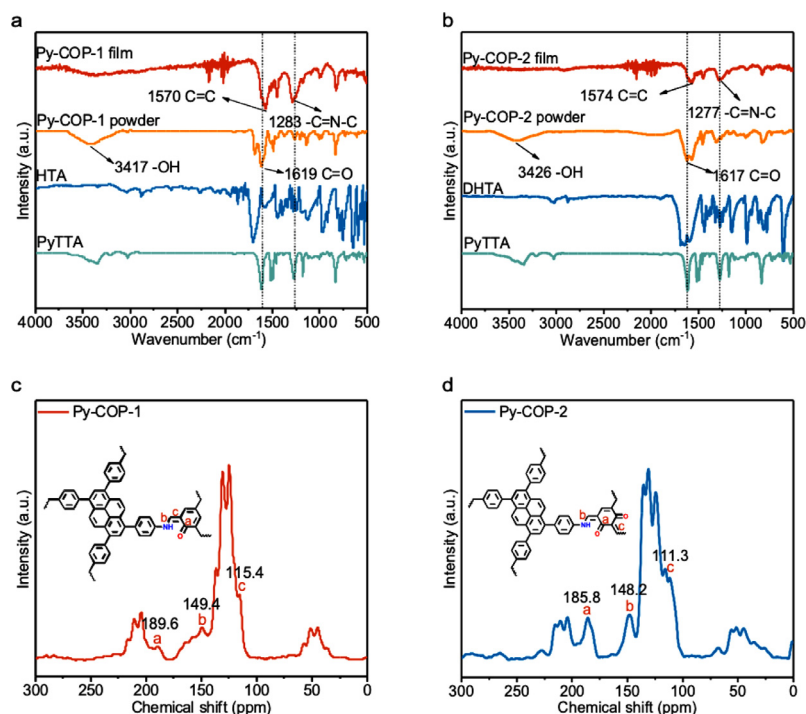 a
Py-COP-1 film
1570 C=C
1283 -C=N-C
Py-COP-1 powder
3417 -OH
1619 C=O
HTA
PyTTA
Intensity (a.u.)
4000 3500 3000 2500 2000 1500 1000 500
Wavenumber (cm⁻¹)
b
Py-COP-2 film
1574 C=C
1277 -C=N-C
Py-COP-2 powder
3426 -OH
1617 C=O
DHTA
PyTTA
Intensity (a.u.)
4000 3500 3000 2500 2000 1500 1000 500
Wavenumber (cm⁻¹)
c
Py-COP-1
b c
a
NH
O
189.6
a
149.4
b
115.4
c
Intensity (a.u.)
300 250 200 150 100 50 0
Chemical shift (ppm)
d
Py-COP-2
b
a
NH
O
O
c
185.8
a
148.2
b
111.3
c
Intensity (a.u.)
300 250 200 150 100 50 0
Chemical shift (ppm)